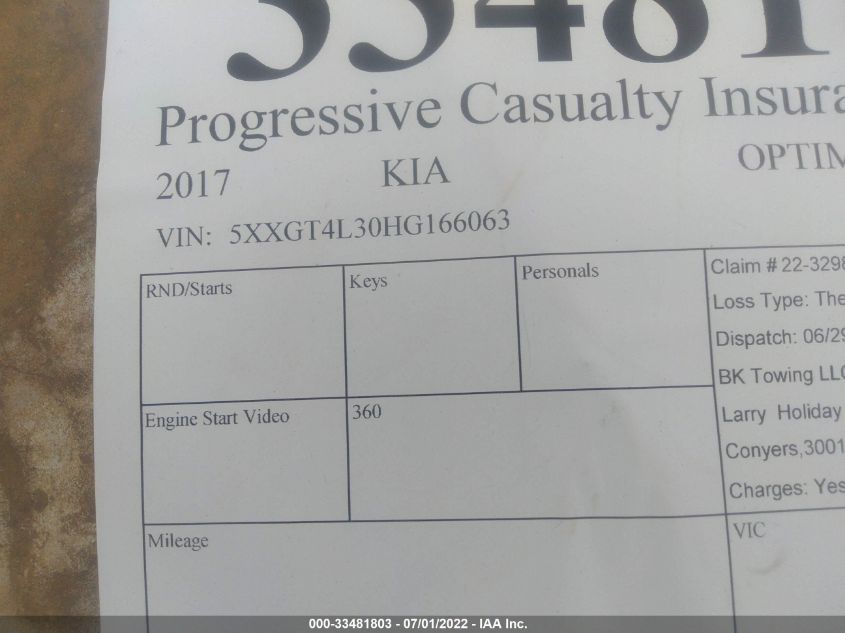 33481
Progressive Casualty Insura
2017 KIA OPTIM
VIN: 5XXGT4L30HG166063
RND/Starts
Keys
Personals
Claim # 22-3298
Loss Type: The
Dispatch: 06/29
BK Towing LLC
Larry Holiday
Conyers,3001
Charges: Yes
Engine Start Video
360
Mileage
VIC
000-33481803 - 07/01/2022 - IAA Inc.